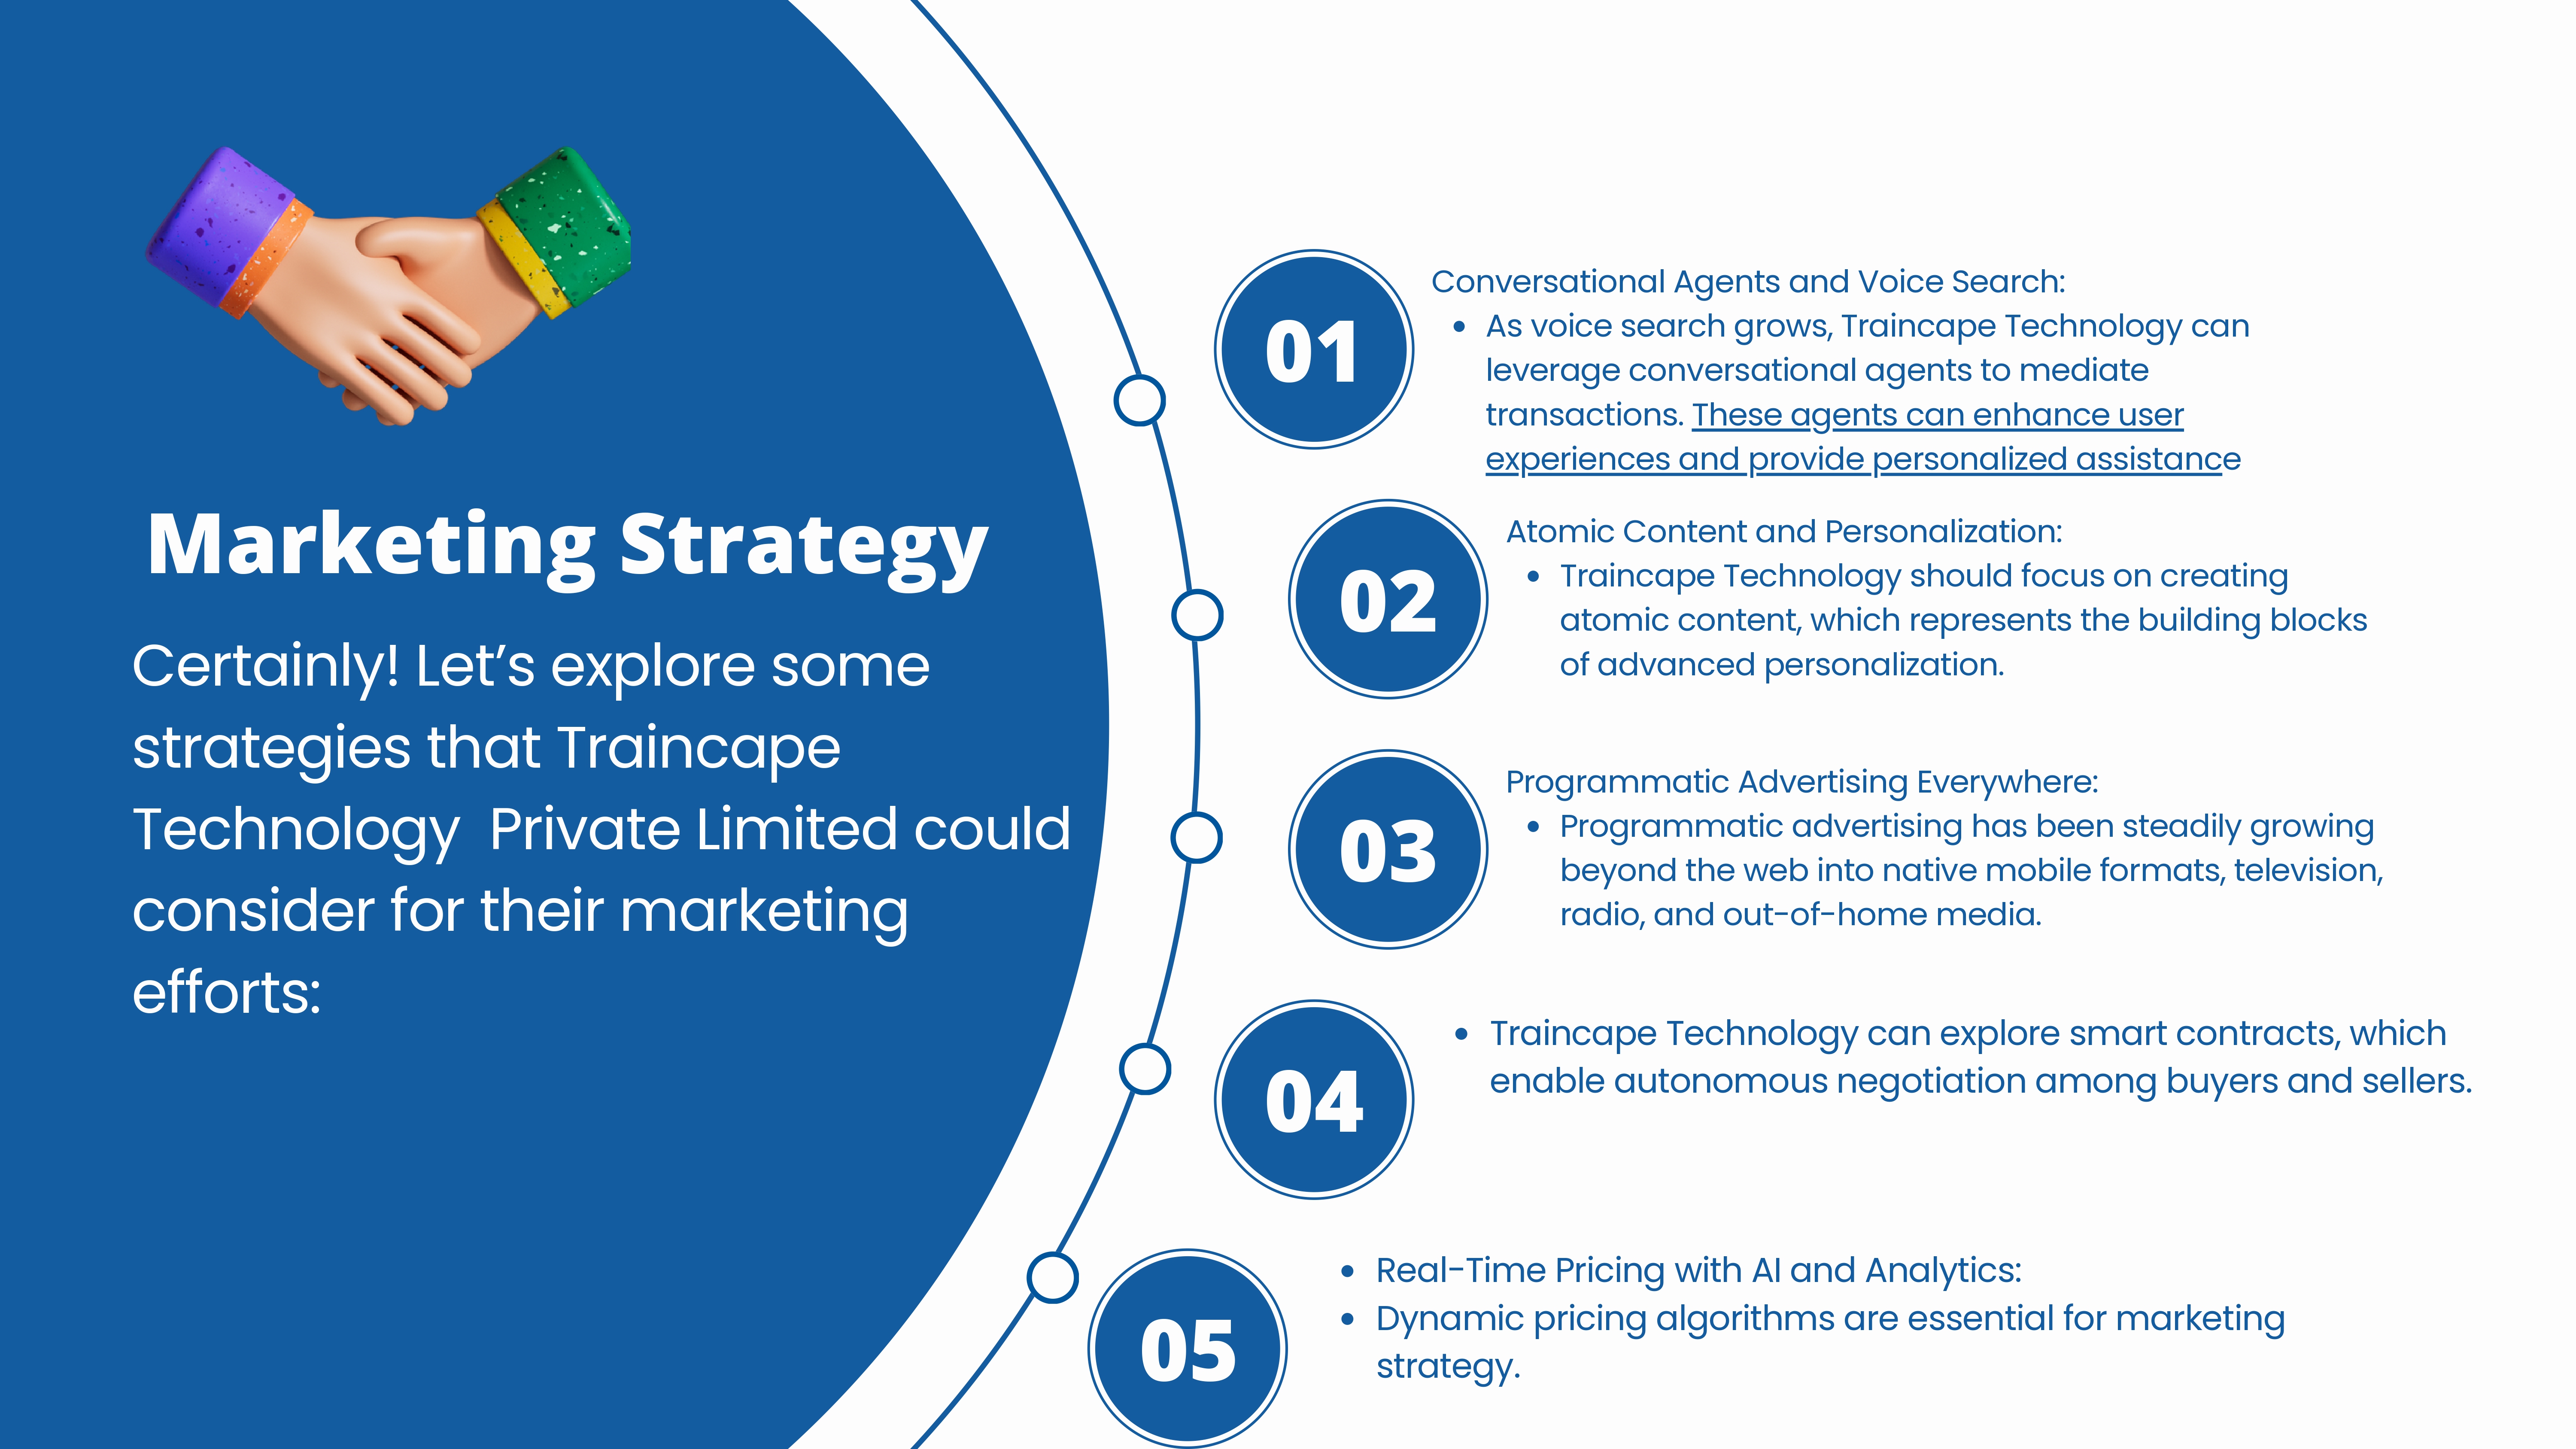 Marketing Strategy
Certainly! Let’s explore some
strategies that Traincape
Technology  Private Limited could
consider for their marketing
efforts:
01
Conversational Agents and Voice Search:
• As voice search grows, Traincape Technology can
leverage conversational agents to mediate
transactions. These agents can enhance user
experiences and provide personalized assistance
02
Atomic Content and Personalization:
• Traincape Technology should focus on creating
atomic content, which represents the building blocks
of advanced personalization.
03
Programmatic Advertising Everywhere:
• Programmatic advertising has been steadily growing
beyond the web into native mobile formats, television,
radio, and out-of-home media.
04
• Traincape Technology can explore smart contracts, which
enable autonomous negotiation among buyers and sellers.
05
• Real-Time Pricing with AI and Analytics:
• Dynamic pricing algorithms are essential for marketing
strategy.